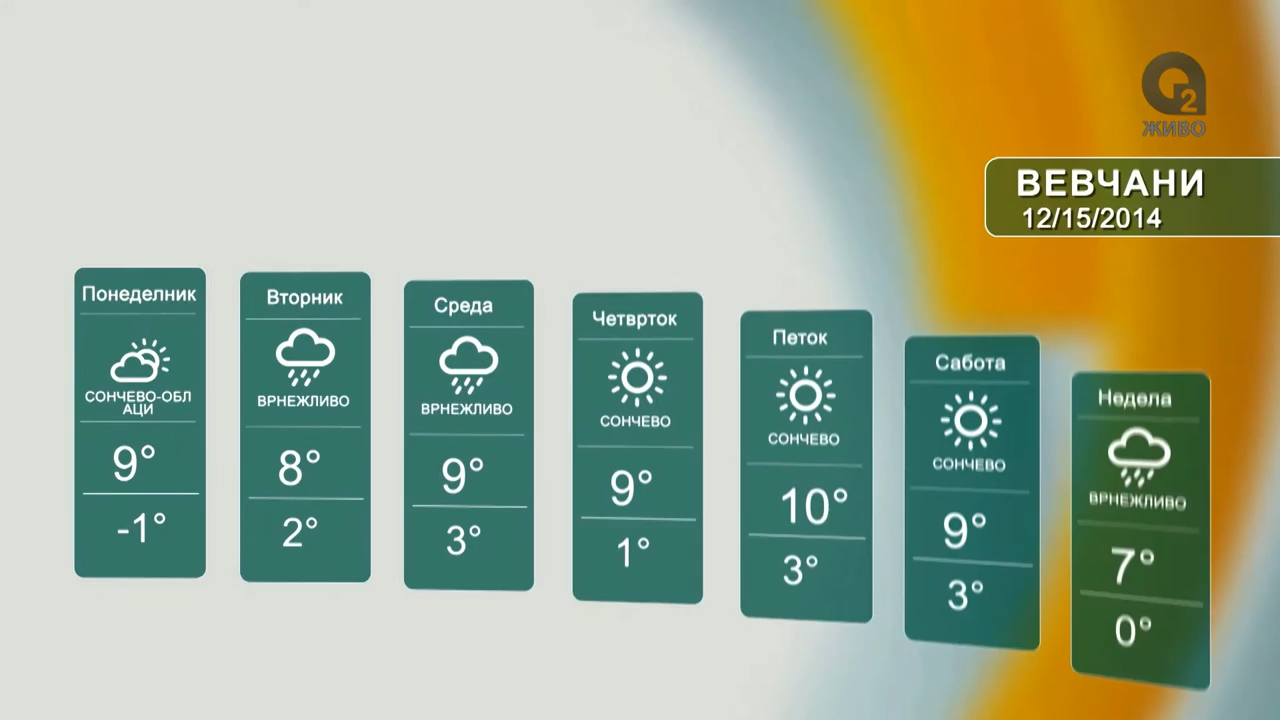 2
ЖИВО
ВЕВЧАНИ
12/15/2014
Понеделник
СОНЧЕВО-ОБЛ
АЦИ
9°
-1°
Вторник
ВРНЕЖЛИВО
8°
2°
Среда
ВРНЕЖЛИВО
9°
3°
Четврток
СОНЧЕВО
9°
1°
Петок
СОНЧЕВО
10°
3°
Сабота
СОНЧЕВО
9°
3°
Недела
ВРНЕЖЛИВО
7°
0°